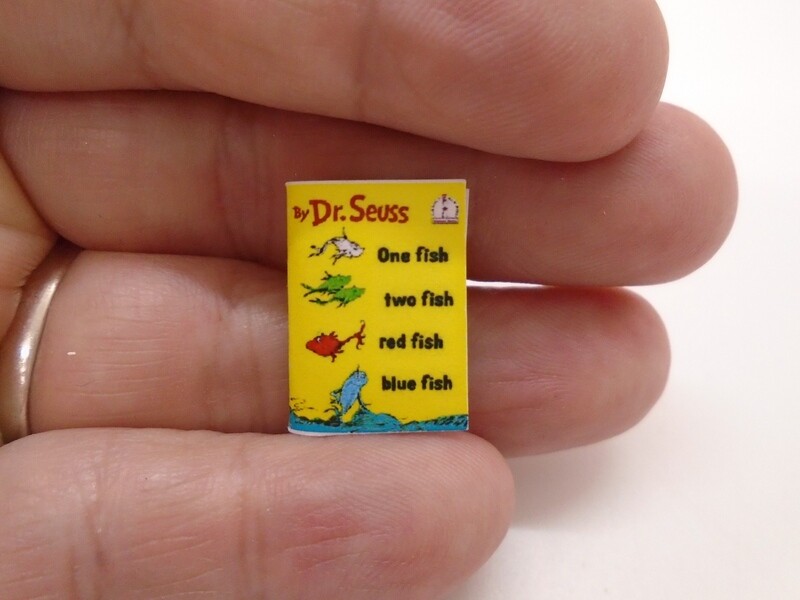 By Dr. Seuss
One fish
two fish
red fish
blue fish